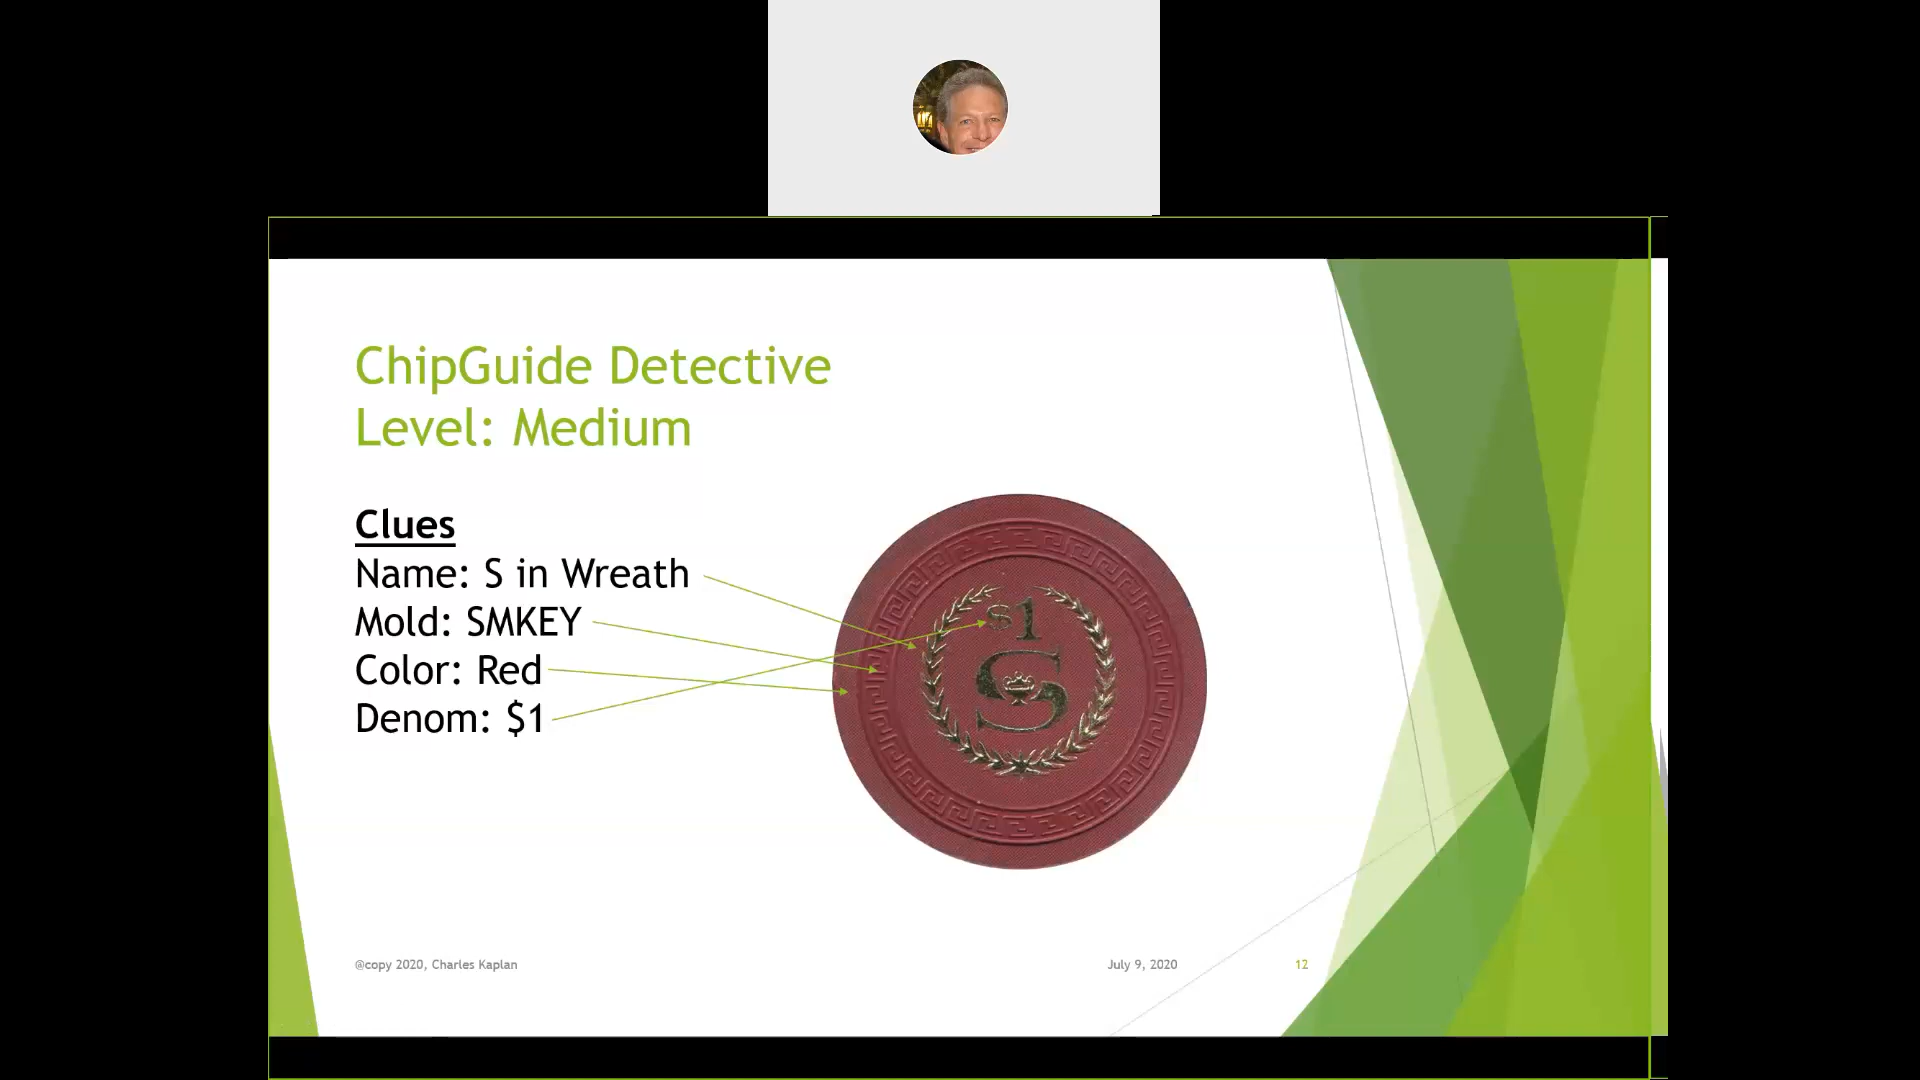 ChipGuide Detective
Level: Medium
Clues
Name: S in Wreath
Mold: SMKEY
Color: Red
Denom: $1
$1
S
@copy 2020, Charles Kaplan
July 9, 2020
12